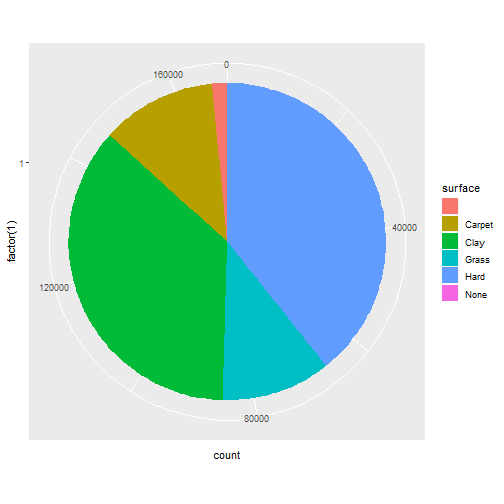 0
160000
1
surface
40000
factor(1)
Carpet
Clay
Grass
Hard
None
120000
80000
count